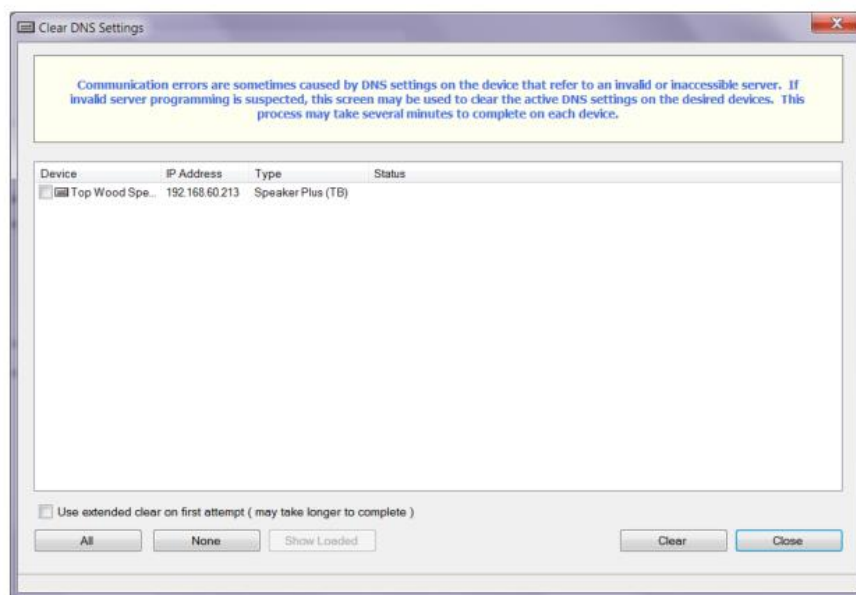 Clear DNS Settings
Communication errors are sometimes caused by DNS settings on the device that refer to an invalid or inaccessible server. If
invalid server programming is suspected, this screen may be used to clear the active DNS settings on the desired devices. This
process may take several minutes to complete on each device.
Device IP Address Type Status
Top Wood Spe... 192.168.60.213 Speaker Plus (TB)
Use extended clear on first attempt ( may take longer to complete )
All None Show Loaded Clear Close